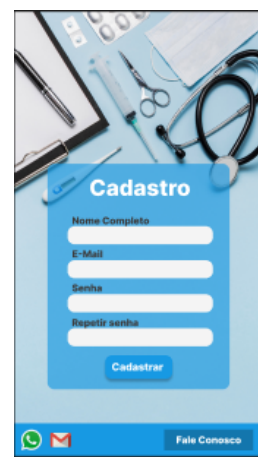 Cadastro
Nome Completo
E-Mail
Senha
Repetir senha
Cadastrar
Fale Conosco